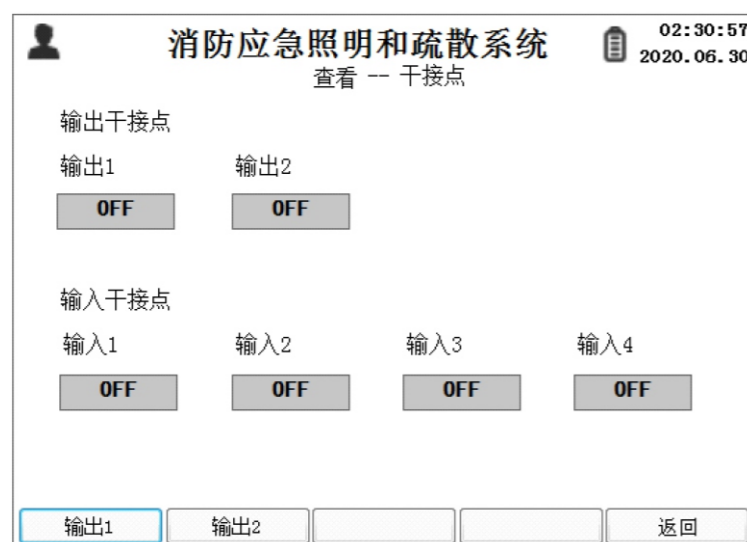 消防应急照明和疏散系统 02:30:57
查看 -- 干接点 2020.06.30
输出干接点
输出1 输出2
OFF OFF
输入干接点
输入1 输入2 输入3 输入4
OFF OFF OFF OFF
输出1 输出2 返回